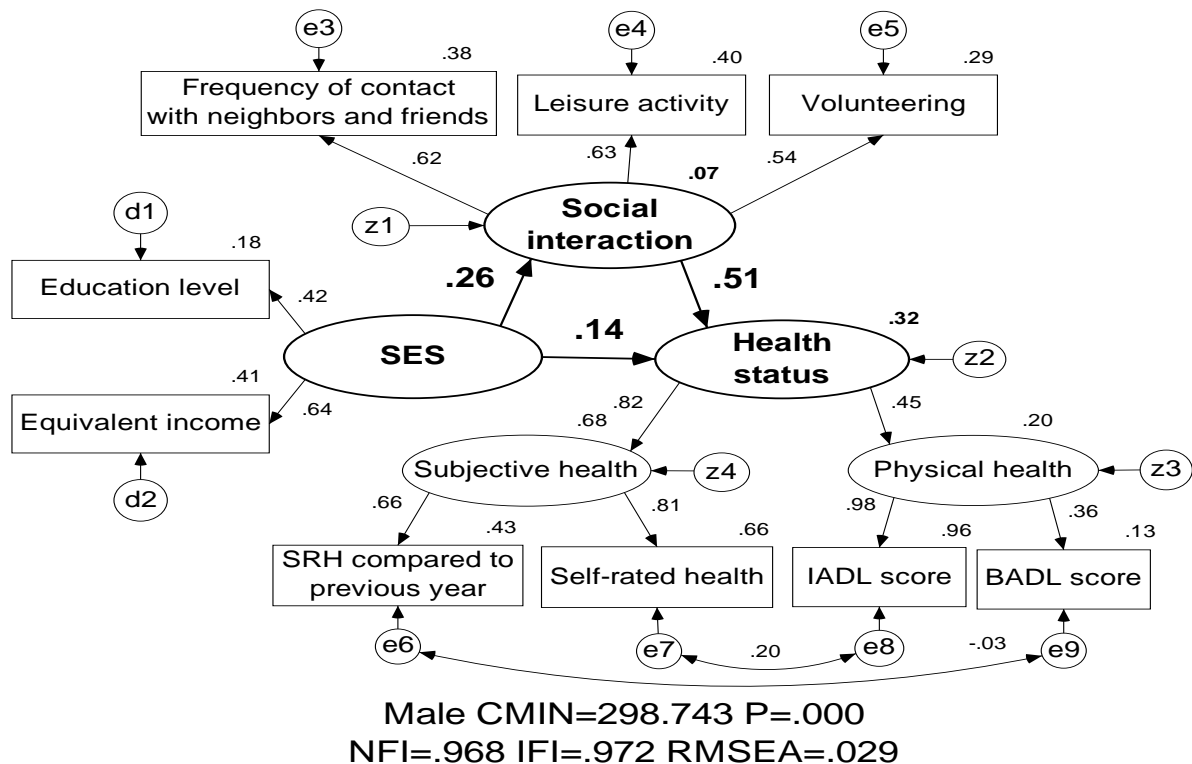 e3
e4
e5
.38
.40
.29
Frequency of contact
with neighbors and friends
Leisure activity
Volunteering
.62
.63
.54
.07
d1
z1
Social
interaction
.18
Education level
.42
.26
.51
.14
.32
SES
Health
status
z2
.41
Equivalent income
.64
.82
.45
.68
.20
d2
Subjective health
z4
Physical health
z3
.66
.81
.98
.36
.43
.66
.96
.13
SRH compared to
previous year
Self-rated health
IADL score
BADL score
e6
e7
.20
e8
-.03
e9
Male CMIN=298.743 P=.000
NFI=.968 IFI=.972 RMSEA=.029